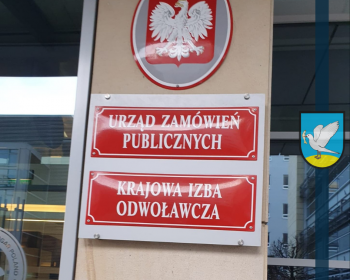 URZĄD ZAMÓWIEŃ
PUBLICZNYCH
KRAJOWA IZBA
ODWOŁAWCZA